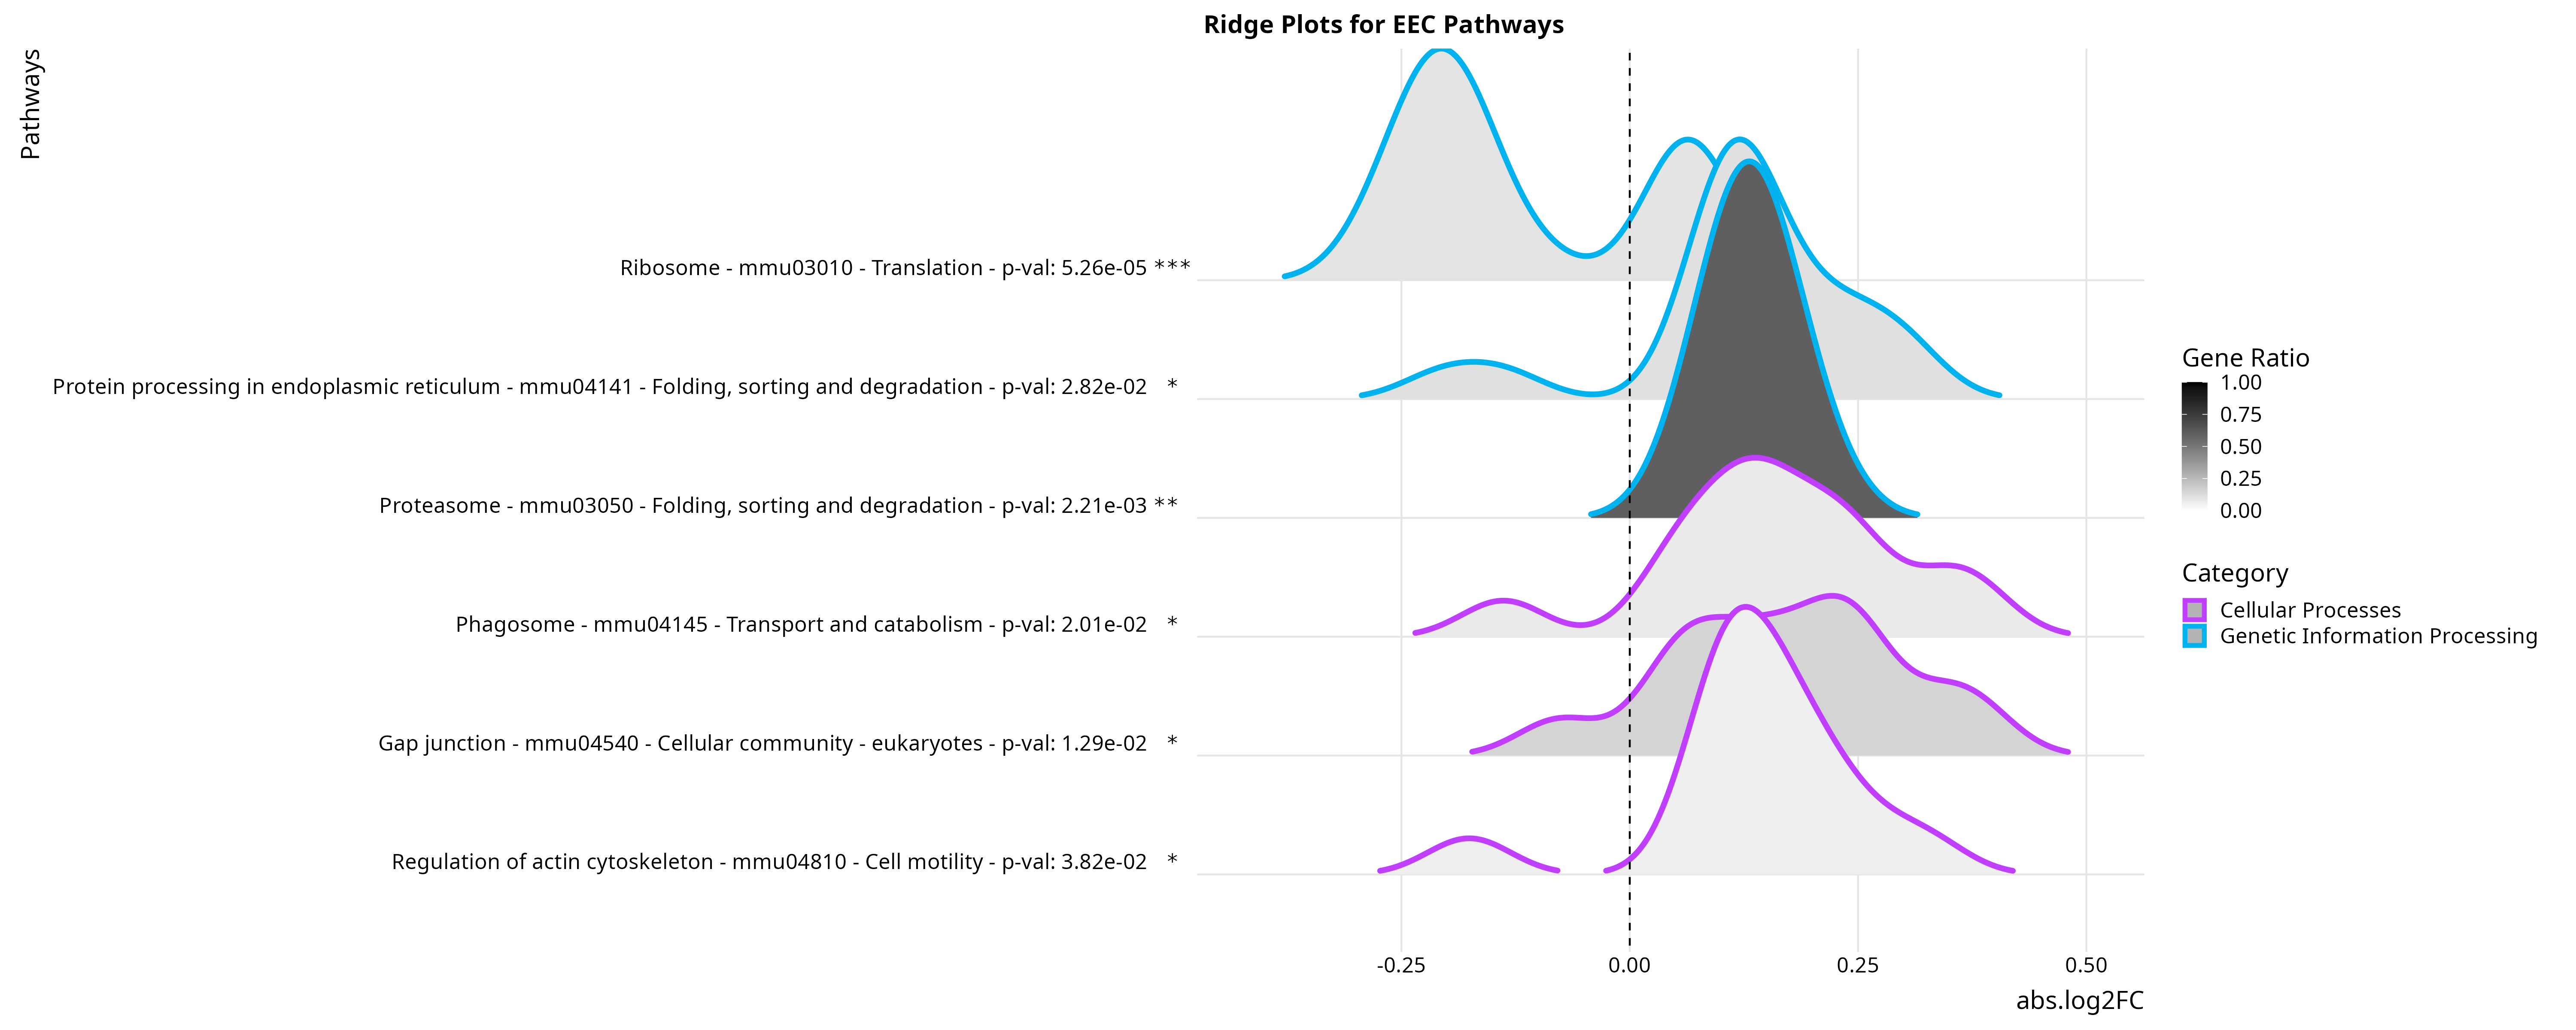 Ridge Plots for EEC Pathways
Pathways
Ribosome - mmu03010 - Translation - p-val: 5.26e-05 ***
Protein processing in endoplasmic reticulum - mmu04141 - Folding, sorting and degradation - p-val: 2.82e-02 *
Proteasome - mmu03050 - Folding, sorting and degradation - p-val: 2.21e-03 **
Phagosome - mmu04145 - Transport and catabolism - p-val: 2.01e-02 *
Gap junction - mmu04540 - Cellular community - eukaryotes - p-val: 1.29e-02 *
Regulation of actin cytoskeleton - mmu04810 - Cell motility - p-val: 3.82e-02 *
-0.25 0.00 0.25 0.50
abs.log2FC
Gene Ratio
1.00
0.75
0.50
0.25
0.00
Category
Cellular Processes
Genetic Information Processing